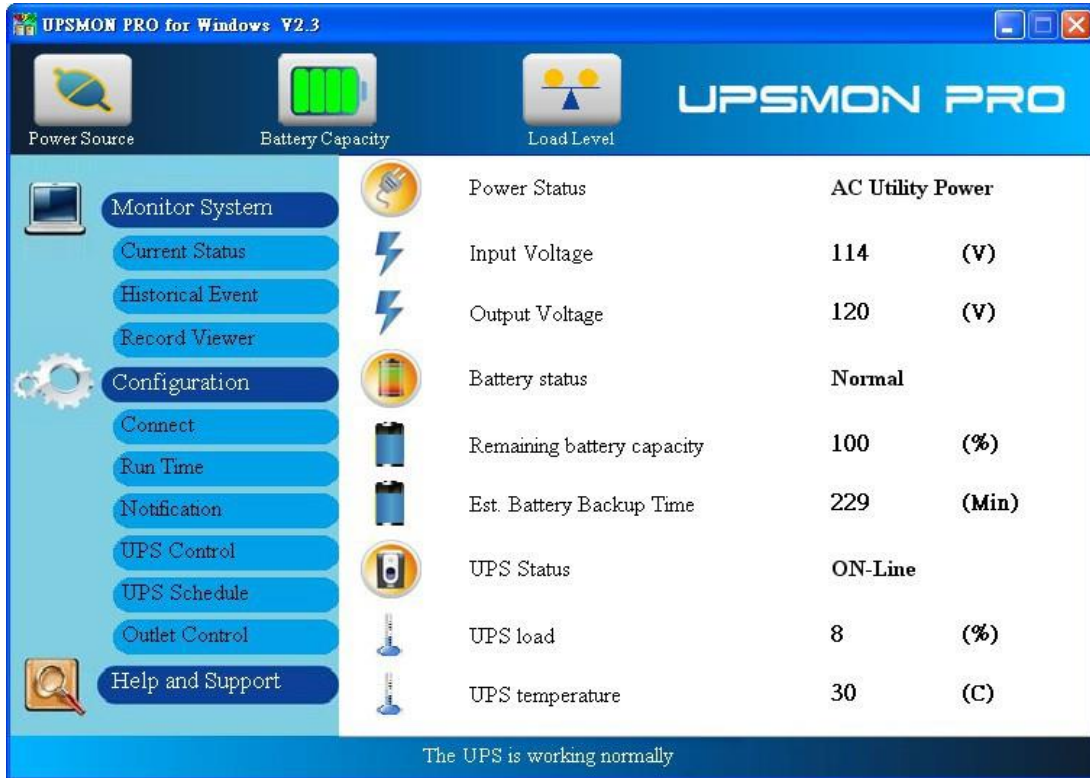 UPSMON PRO for Windows V2.3
Power Source
Battery Capacity
Load Level
UPSMON PRO
Monitor System
Current Status
Historical Event
Record Viewer
Configuration
Connect
Run Time
Notification
UPS Control
UPS Schedule
Outlet Control
Help and Support
Power Status AC Utility Power
Input Voltage 114 (V)
Output Voltage 120 (V)
Battery status Normal
Remaining battery capacity 100 (%)
Est. Battery Backup Time 229 (Min)
UPS Status ON-Line
UPS load 8 (%)
UPS temperature 30 (C)
The UPS is working normally